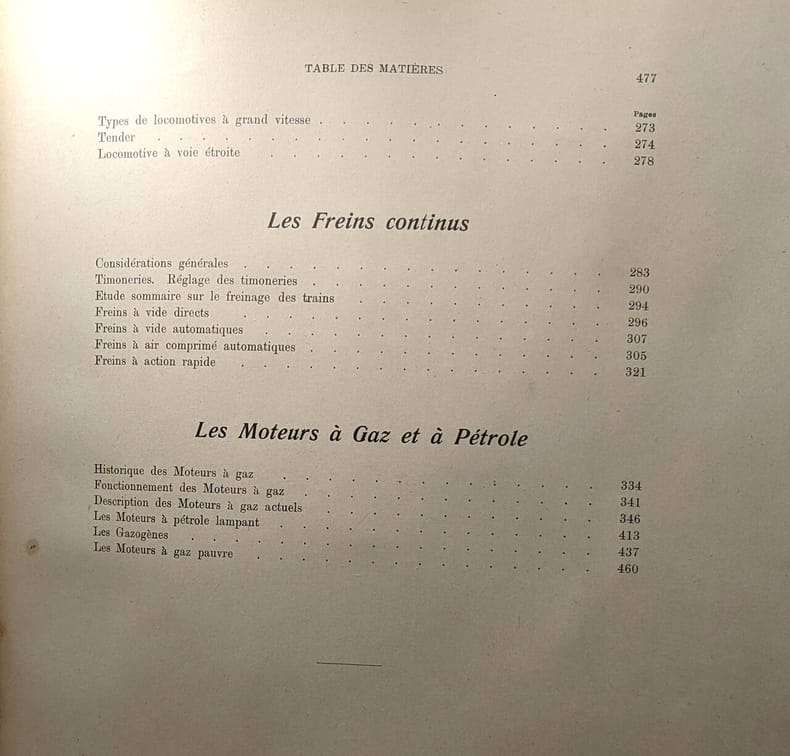 TABLE DES MATIÈRES 477
Pages
Types de locomotives à grand vitesse . . . . . . . . . . . . . 273
Tender . . . . . . . . . . . . . . . . . . . . 274
Locomotive à voie étroite . . . . . . . . . . . . . . . 278
Les Freins continus
Considérations générales . . . . . . . . . . . . . . . . 283
Timoneries. Réglage des timoneries . . . . . . . . . . . . . 290
Etude sommaire sur le freinage des trains . . . . . . . . . . . 294
Freins à vide directs . . . . . . . . . . . . . . . . 296
Freins à vide automatiques . . . . . . . . . . . . . . . 307
Freins à air comprimé automatiques . . . . . . . . . . . . . 305
Freins à action rapide . . . . . . . . . . . . . . . . 321
Les Moteurs à Gaz et à Pétrole
Historique des Moteurs à gaz . . . . . . . . . . . . . . 334
Fonctionnement des Moteurs à gaz . . . . . . . . . . . . . 341
Description des Moteurs à gaz actuels . . . . . . . . . . . . 346
Les Moteurs à pétrole lampant . . . . . . . . . . . . . . 413
Les Gazogènes . . . . . . . . . . . . . . . . . . 437
Les Moteurs à gaz pauvre . . . . . . . . . . . . . . . 460